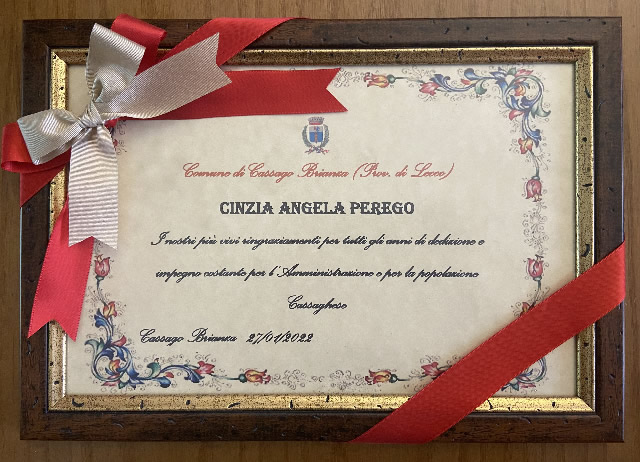 Comune di Cassago Brianza (Prov. di Lecco)
CINZIA ANGELA PEREGO
I nostri più vivi ringraziamenti per tutti gli anni di dedizione e
impegno costante per l'Amministrazione e per la popolazione
Cassaghese
Cassago Brianza 27/01/2022